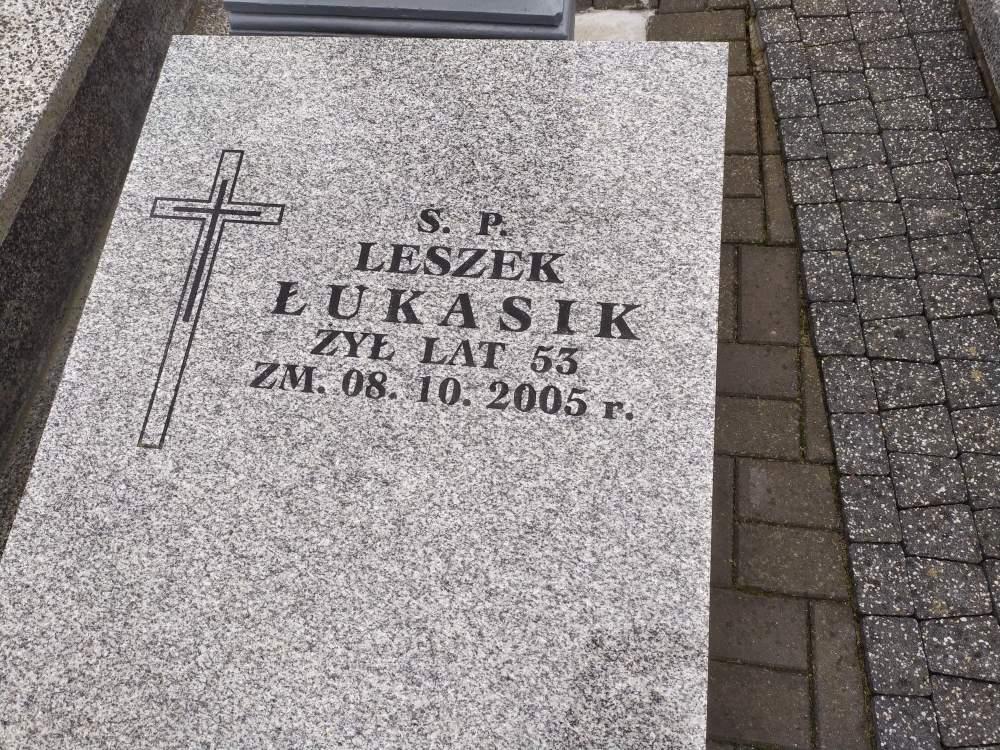 S. P.
LESZEK
ŁUKASIK
ŻYŁ LAT 53
ZM. 08. 10. 2005 r.